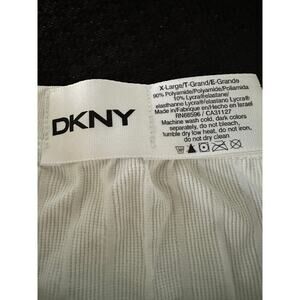 DKNY
X-Large/T-Grand/E-Grande
90% Polyamide/Polyamide/Poliamida
10% Lycra®elastane/
elasthanne Lycra®/elastano Lycra®
Made in/Fabrique en/Hecho en Israel
RN68596 / CA31127
Machine wash cold, dark colors
separately, do not bleach,
tumble dry low heat, do not iron,
do not dry clean